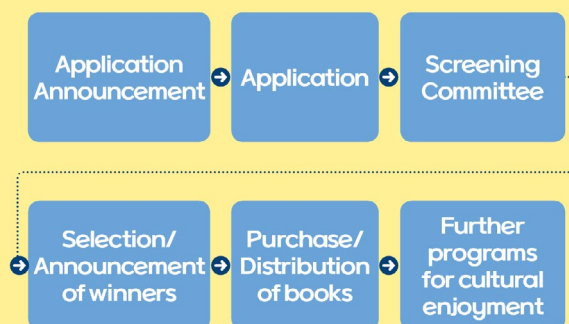 Application
Announcement
Application
Screening
Committee
Selection/
Announcement
of winners
Purchase/
Distribution
of books
Further
programs
for cultural
enjoyment